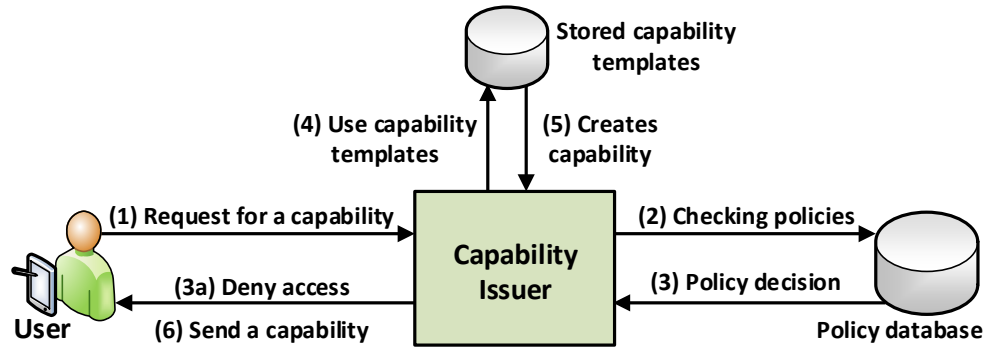 Stored capability
templates
(4) Use capability
templates
(5) Creates
capability
(1) Request for a capability
(2) Checking policies
Capability
Issuer
(3a) Deny access
(3) Policy decision
(6) Send a capability
User
Policy database